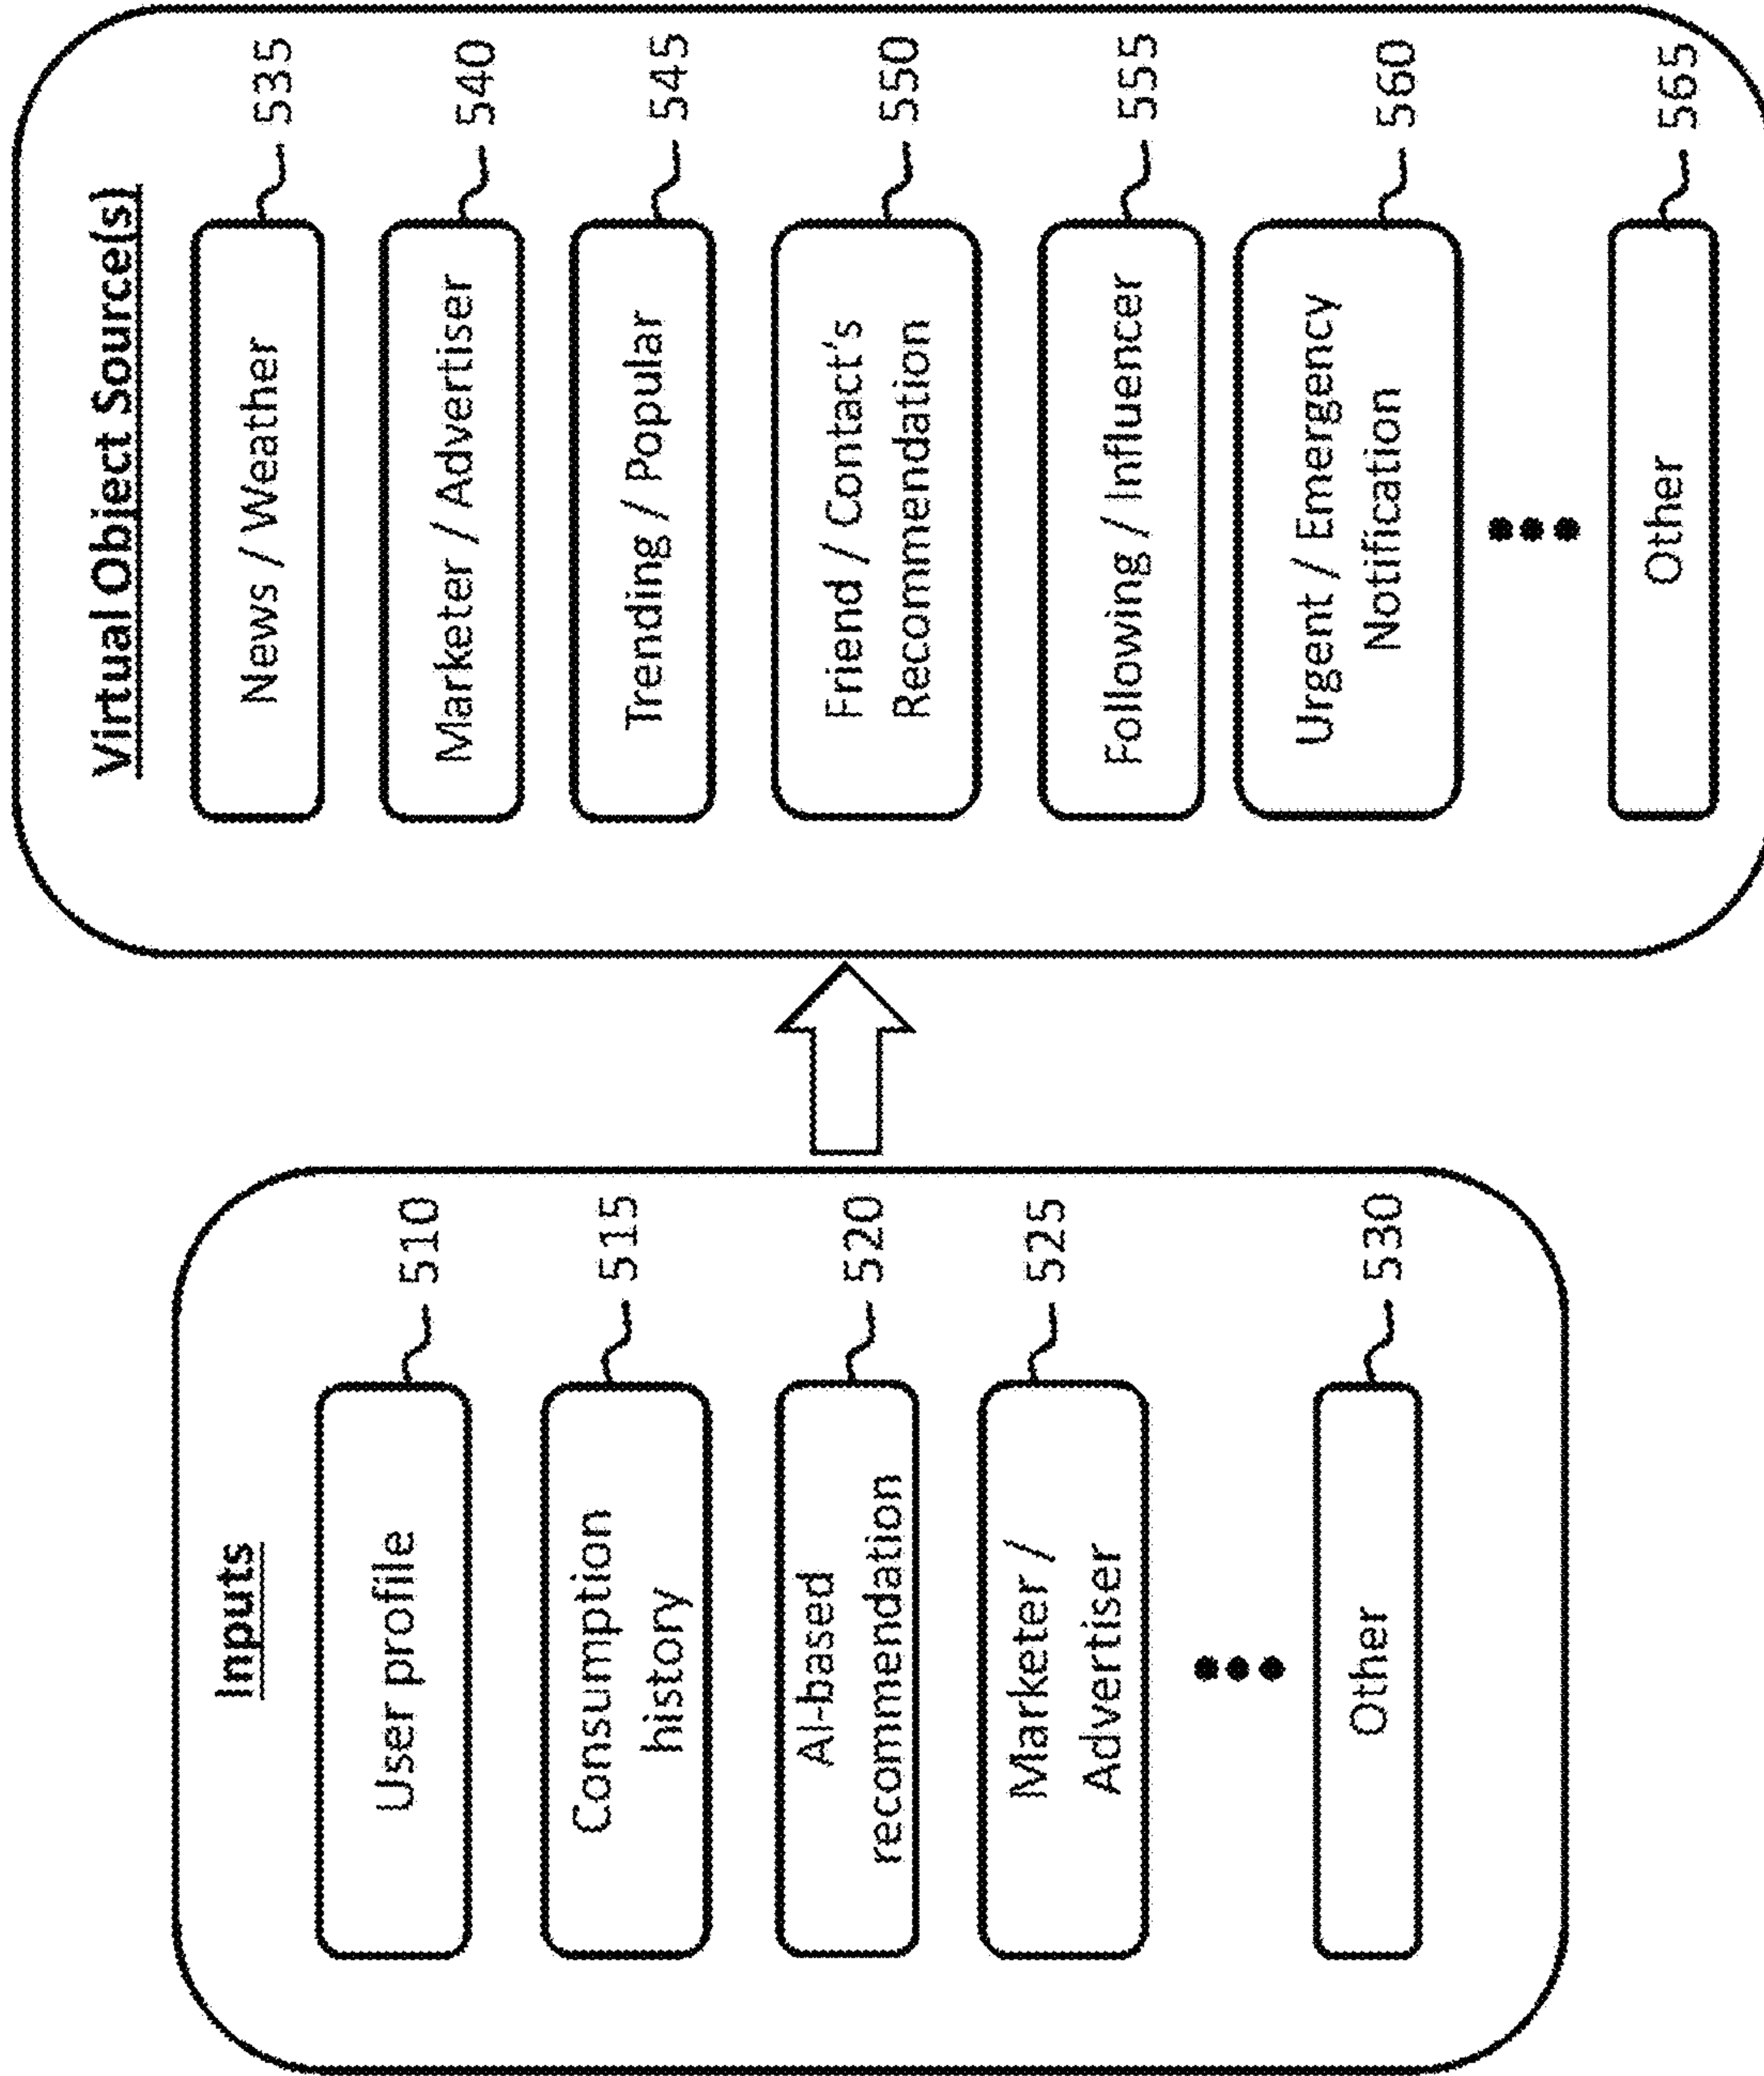 Inputs
User profile
510
Consumption
history
515
AI-based
recommendation
520
Marketer /
Advertiser
525
Other
530
Virtual Object Source(s)
News / Weather
535
Marketer / Advertiser
540
Trending / Popular
545
Friend / Contact's
Recommendation
550
Following / Influencer
555
Urgent / Emergency
Notification
560
Other
565